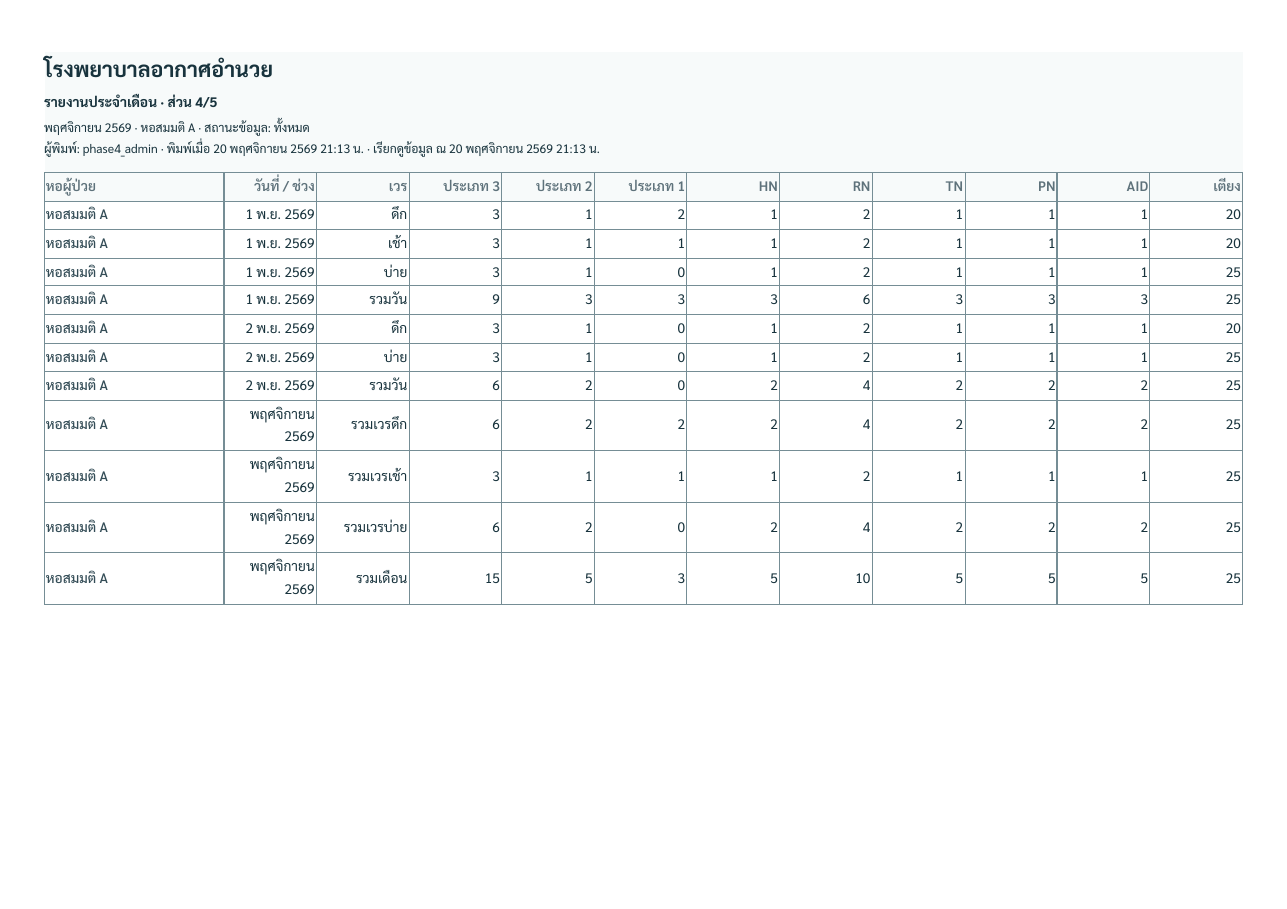 โรงพยาบาลอากาศอำนวย
รายงานประจำเดือน · ส่วน 4/5
พฤศจิกายน 2569 · หอสมมติ A · สถานะข้อมูล: ทั้งหมด
ผู้พิมพ์: phase4_admin · พิมพ์เมื่อ 20 พฤศจิกายน 2569 21:13 น. · เรียกดูข้อมูล ณ 20 พฤศจิกายน 2569 21:13 น.
หอผู้ป่วย วันที่ / ช่วง เวร ประเภท 3 ประเภท 2 ประเภท 1 HN RN TN PN AID เตียง
หอสมมติ A 1 พ.ย. 2569 ดึก 3 1 2 1 2 1 1 1 20
หอสมมติ A 1 พ.ย. 2569 เช้า 3 1 1 1 2 1 1 1 20
หอสมมติ A 1 พ.ย. 2569 บ่าย 3 1 0 1 2 1 1 1 25
หอสมมติ A 1 พ.ย. 2569 รวมวัน 9 3 3 3 6 3 3 3 25
หอสมมติ A 2 พ.ย. 2569 ดึก 3 1 0 1 2 1 1 1 20
หอสมมติ A 2 พ.ย. 2569 บ่าย 3 1 0 1 2 1 1 1 25
หอสมมติ A 2 พ.ย. 2569 รวมวัน 6 2 0 2 4 2 2 2 25
หอสมมติ A พฤศจิกายน 2569 รวมเวรดึก 6 2 2 2 4 2 2 2 25
หอสมมติ A พฤศจิกายน 2569 รวมเวรเช้า 3 1 1 1 2 1 1 1 25
หอสมมติ A พฤศจิกายน 2569 รวมเวรบ่าย 6 2 0 2 4 2 2 2 25
หอสมมติ A พฤศจิกายน 2569 รวมเดือน 15 5 3 5 10 5 5 5 25